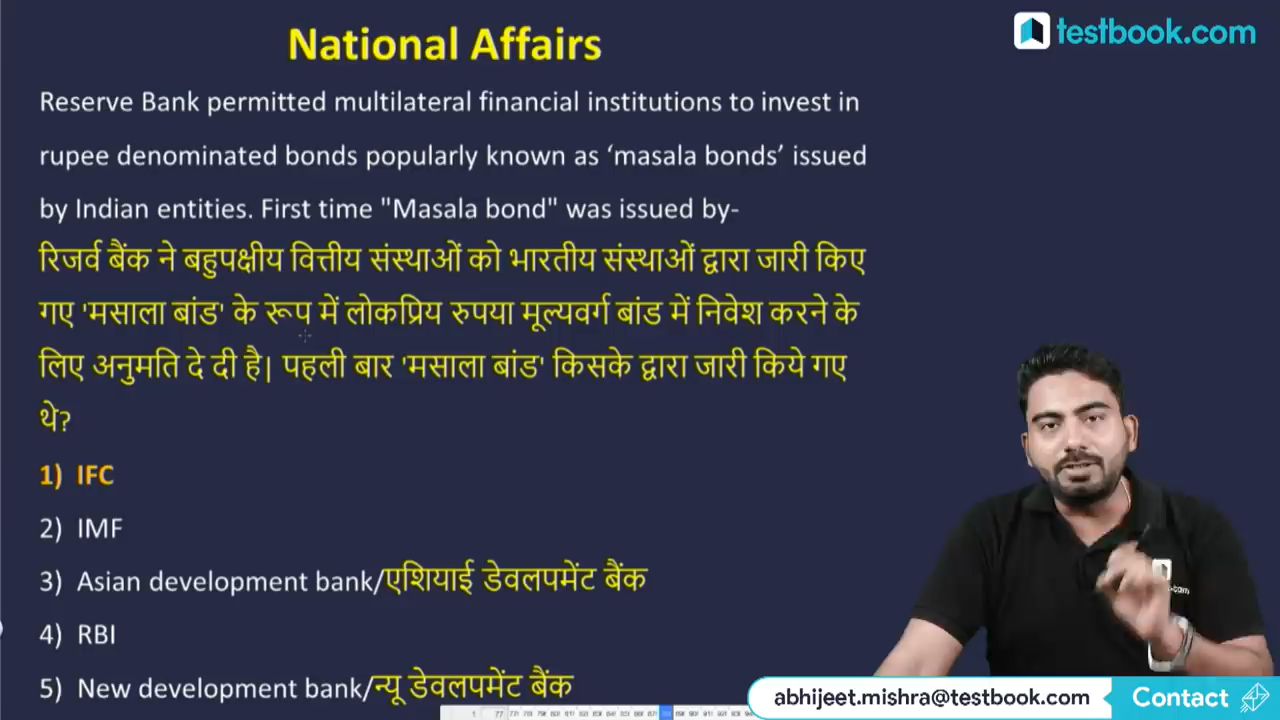 National Affairs
testbook.com
Reserve Bank permitted multilateral financial institutions to invest in
rupee denominated bonds popularly known as ‘masala bonds’ issued
by Indian entities. First time "Masala bond" was issued by-
रिजर्व बैंक ने बहुपक्षीय वित्तीय संस्थाओं को भारतीय संस्थाओं द्वारा जारी किए
गए 'मसाला बांड' के रूप में लोकप्रिय रुपया मूल्यवर्ग बांड में निवेश करने के
लिए अनुमति दे दी है| पहली बार 'मसाला बांड' किसके द्वारा जारी किये गए
थे?
1) IFC
2) IMF
3) Asian development bank/एशियाई डेवलपमेंट बैंक
4) RBI
5) New development bank/न्यू डेवलपमेंट बैंक
abhijeet.mishra@testbook.com Contact